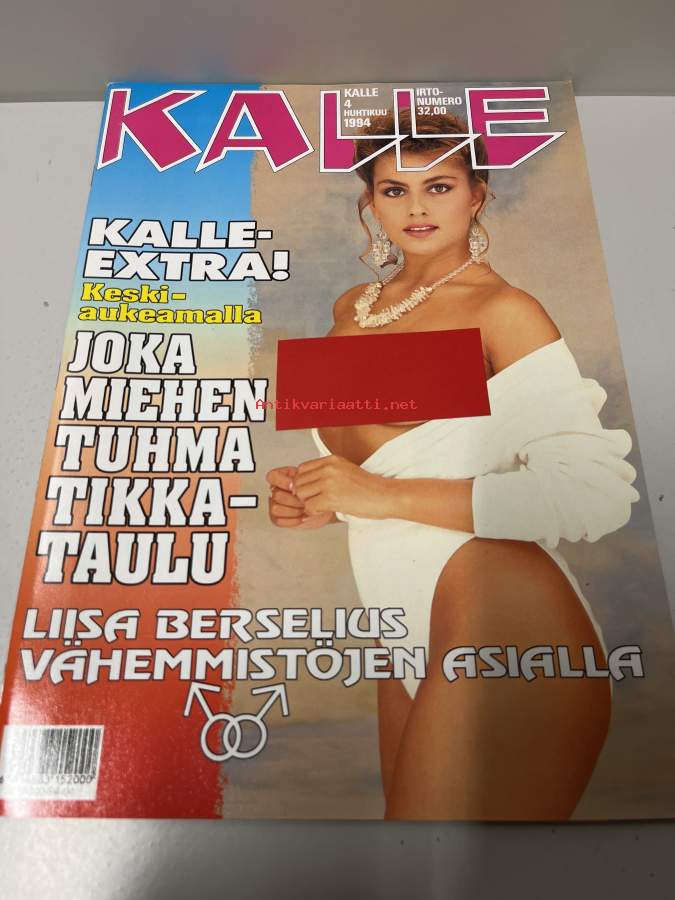 KALLE
KALLE
4
HUHTIKUU
1994
IRTO-
NUMERO
32,00
KALLE-
EXTRA!
Keski-
aukeamalla
JOKA
MIEHEN
TUHMA
TIKKA-
TAULU
Antikvariaatti.net
LIISA BERSELIUS
VÄHEMMISTÖJEN ASIALLA
152000